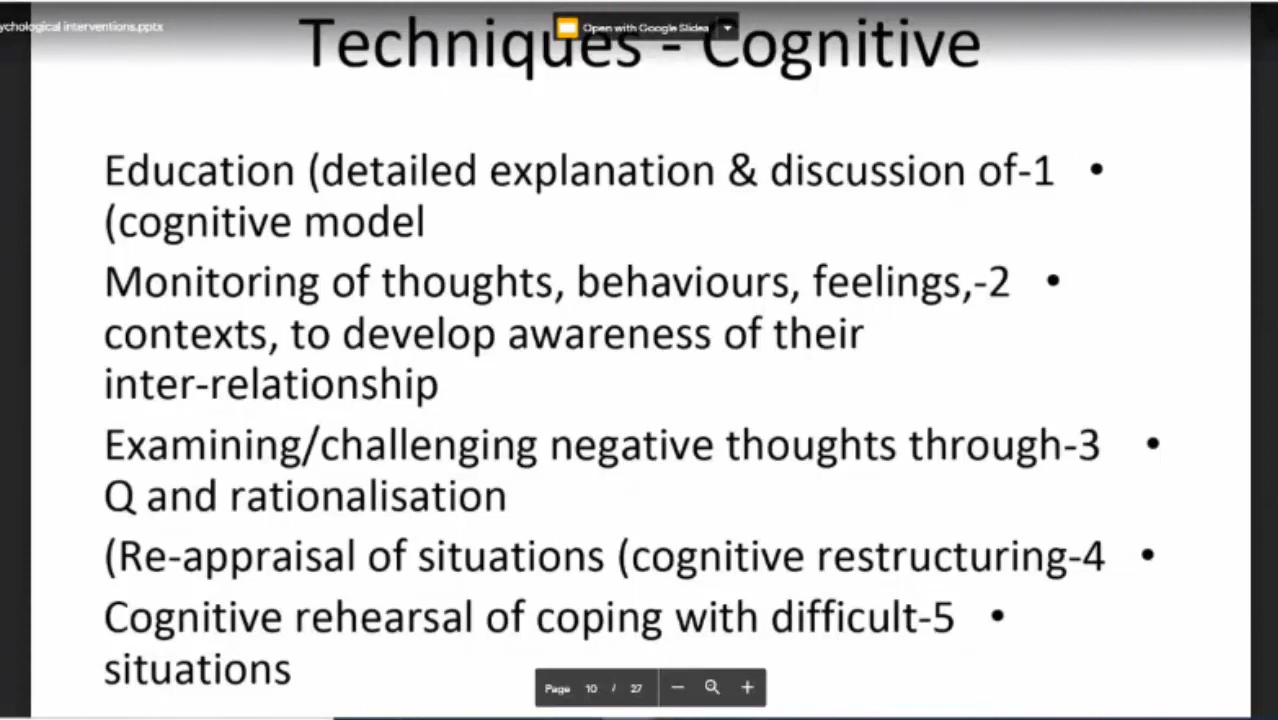 ychological interventions.pptx
Open with Google Slides
Techniques - Cognitive
Education (detailed explanation & discussion of-1 •
(cognitive model
Monitoring of thoughts, behaviours, feelings,-2 •
contexts, to develop awareness of their
inter-relationship
Examining/challenging negative thoughts through-3 •
Q and rationalisation
(Re-appraisal of situations (cognitive restructuring-4 •
Cognitive rehearsal of coping with difficult-5 •
situations
Page 10 / 27